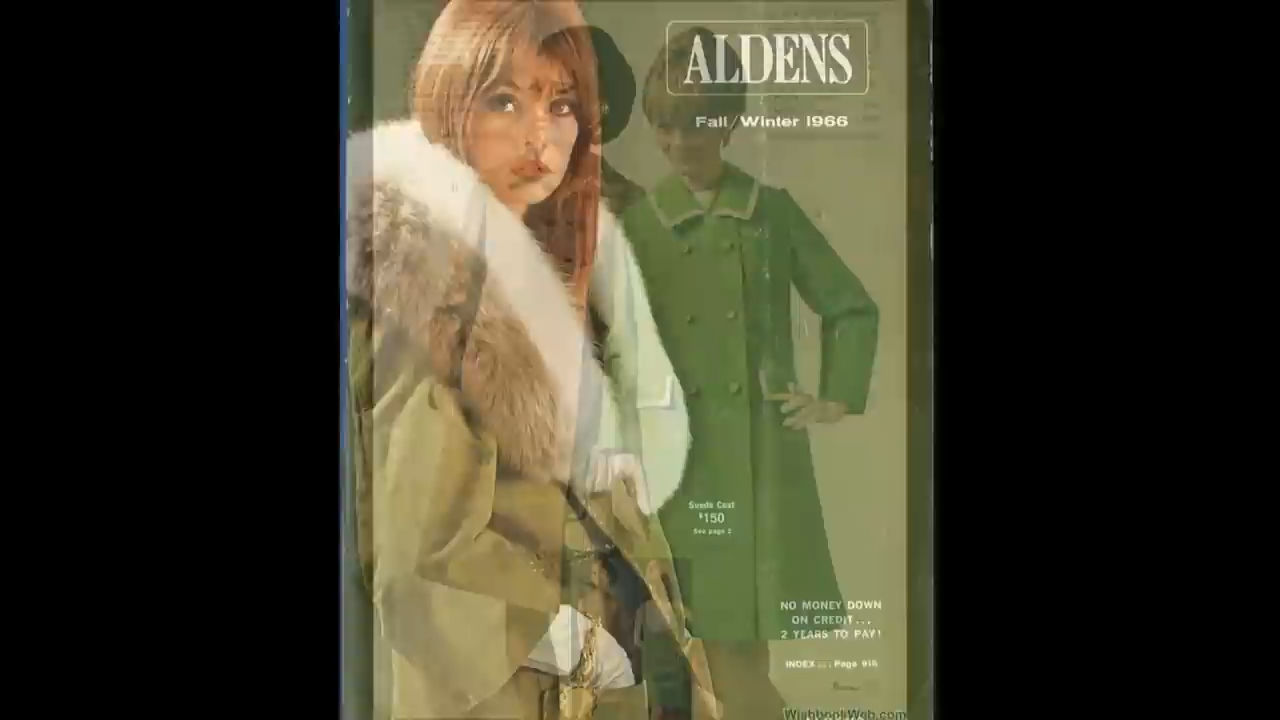 ALDENS
Fall/Winter 1966
Suede Coat
$150
See page 2
NO MONEY DOWN
ON CREDIT...
2 YEARS TO PAY!
INDEX... Page
WishbookWeb.com